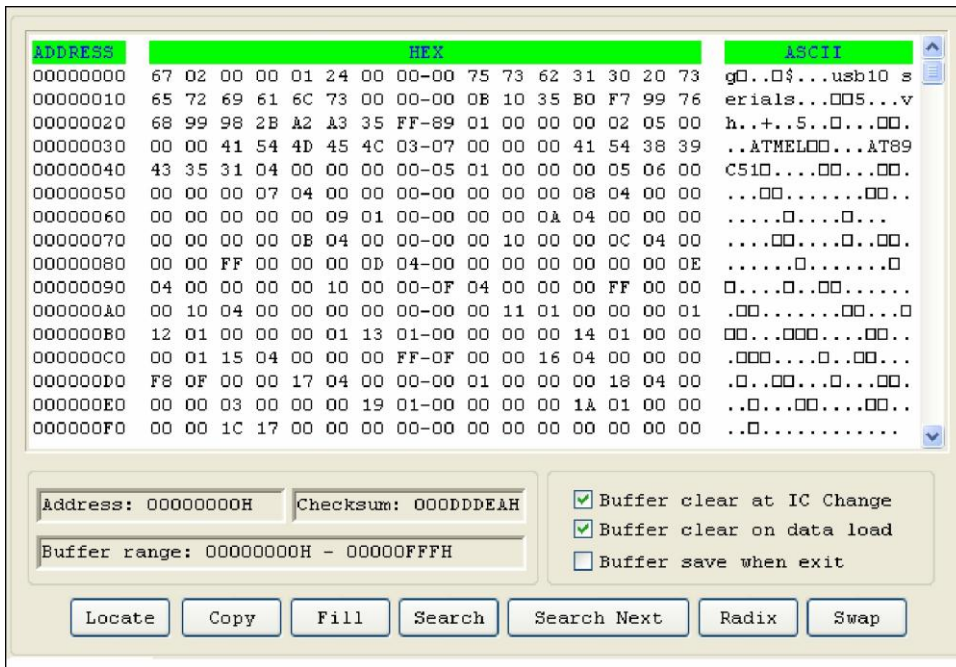 ADDRESS HEX ASCII
00000000 67 02 00 00 01 24 00 00-00 75 73 62 31 30 20 73 g□..□$...usb10 s
00000010 65 72 69 61 6C 73 00 00-00 0B 10 35 B0 F7 99 76 erials...□□5...v
00000020 68 99 98 2B A2 A3 35 FF-89 01 00 00 00 02 05 00 h..+..5..□...□□.
00000030 00 00 41 54 4D 45 4C 03-07 00 00 00 41 54 38 39 ..ATMEL□□...AT89
00000040 43 35 31 04 00 00 00 00-05 01 00 00 00 05 06 00 C51□....□□...□□.
00000050 00 00 00 07 04 00 00 00-00 00 00 00 08 04 00 00 ...□□.......□□..
00000060 00 00 00 00 00 09 01 00-00 00 00 0A 04 00 00 00 .....□....□...
00000070 00 00 00 00 0B 04 00 00-00 00 10 00 00 0C 04 00 ....□□....□..□□.
00000080 00 00 FF 00 00 00 0D 04-00 00 00 00 00 00 00 0E ......□.......□
00000090 04 00 00 00 00 10 00 00-0F 04 00 00 00 FF 00 00 □....□..□□......
000000A0 00 10 04 00 00 00 00 00-00 00 11 01 00 00 00 01 .□□.......□□...□
000000B0 12 01 00 00 00 01 13 01-00 00 00 00 14 01 00 00 □□...□□□....□□..
000000C0 00 01 15 04 00 00 00 FF-0F 00 00 16 04 00 00 00 .□□□....□..□□...
000000D0 F8 0F 00 00 17 04 00 00-00 01 00 00 00 18 04 00 .□..□□...□...□□.
000000E0 00 00 03 00 00 00 19 01-00 00 00 00 1A 01 00 00 ..□...□□....□□..
000000F0 00 00 1C 17 00 00 00 00-00 00 00 00 00 00 00 00 ..□.............
Address: 00000000H Checksum: 000DDDEAH
Buffer range: 00000000H - 00000FFFH
Buffer clear at IC Change
Buffer clear on data load
Buffer save when exit
Locate Copy Fill Search Search Next Radix Swap